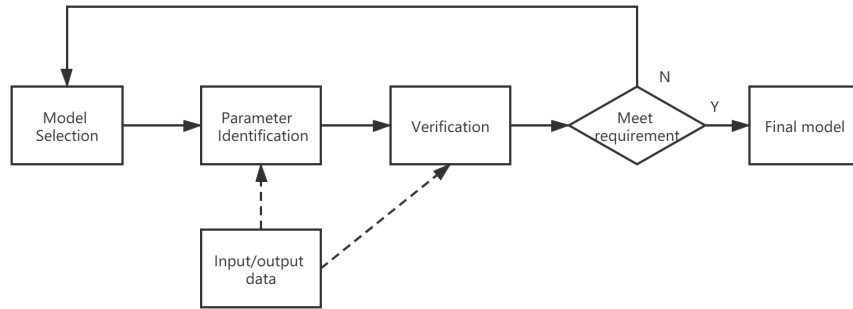 N
Model
Selection
Parameter
Identification
Verification
Meet
requirement
Y
Final model
Input/output
data